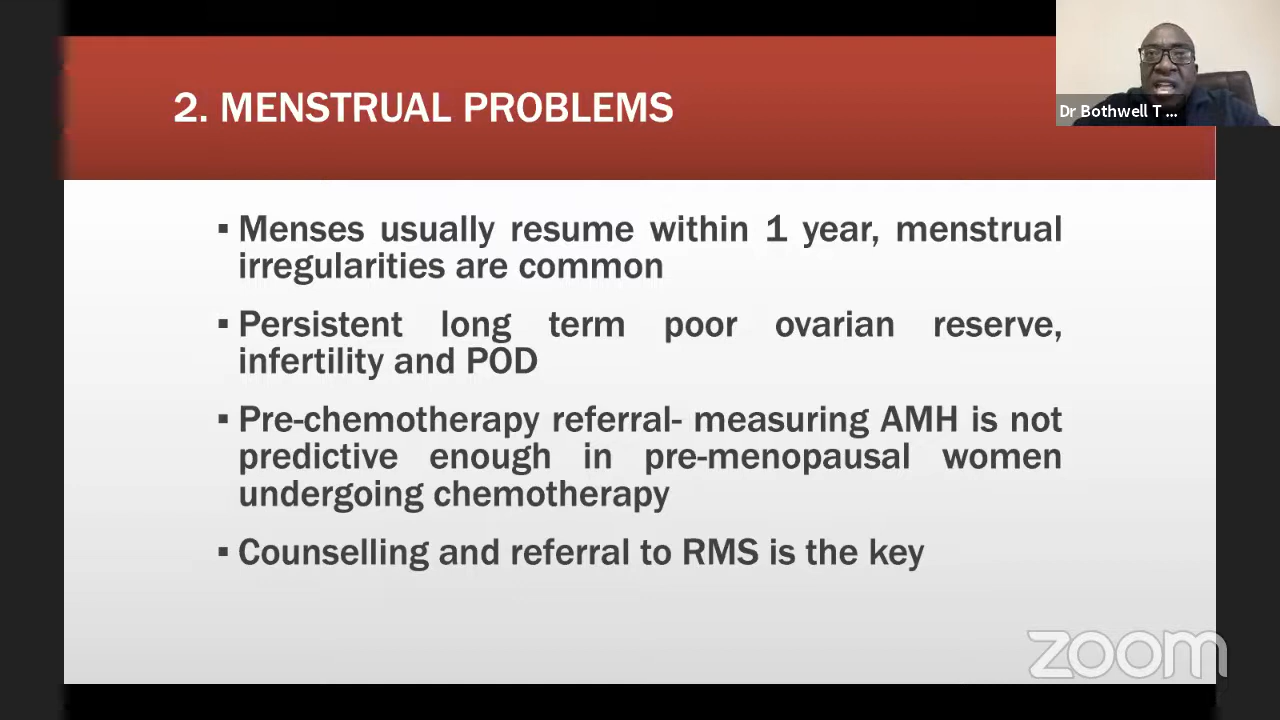 2. MENSTRUAL PROBLEMS
Dr Bothwell T ...
▪ Menses usually resume within 1 year, menstrual
irregularities are common
▪ Persistent long term poor ovarian reserve,
infertility and POD
▪ Pre-chemotherapy referral- measuring AMH is not
predictive enough in pre-menopausal women
undergoing chemotherapy
▪ Counselling and referral to RMS is the key
zoom